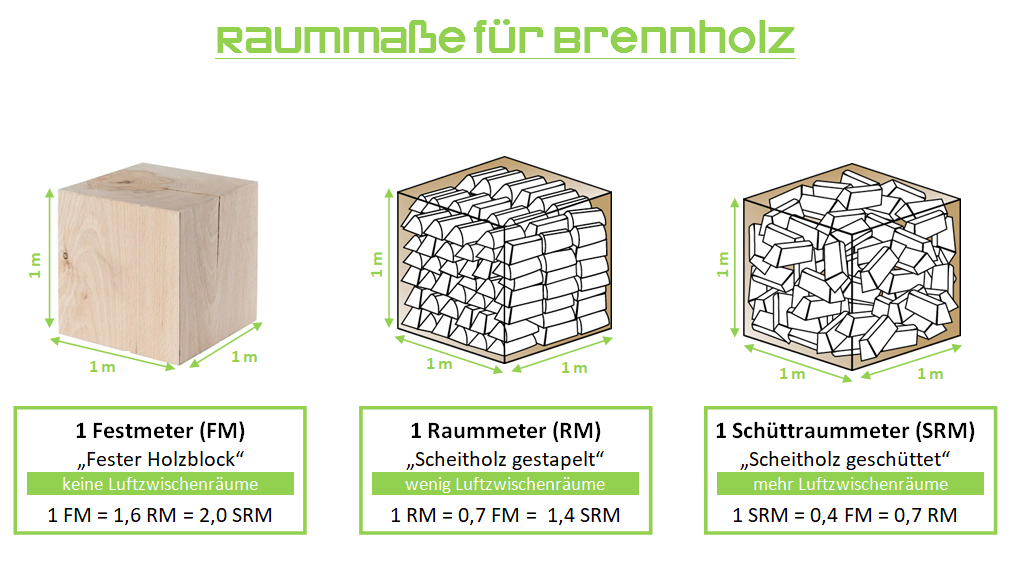 Raummaße für Brennholz
1 m
1 m
1 m
1 m
1 m
1 m
1 m
1 m
1 m
1 Festmeter (FM)
„Fester Holzblock“
keine Luftzwischenräume
1 FM = 1,6 RM = 2,0 SRM
1 Raummeter (RM)
„Scheitholz gestapelt“
wenig Luftzwischenräume
1 RM = 0,7 FM = 1,4 SRM
1 Schüttraummeter (SRM)
„Scheitholz geschüttet“
mehr Luftzwischenräume
1 SRM = 0,4 FM = 0,7 RM